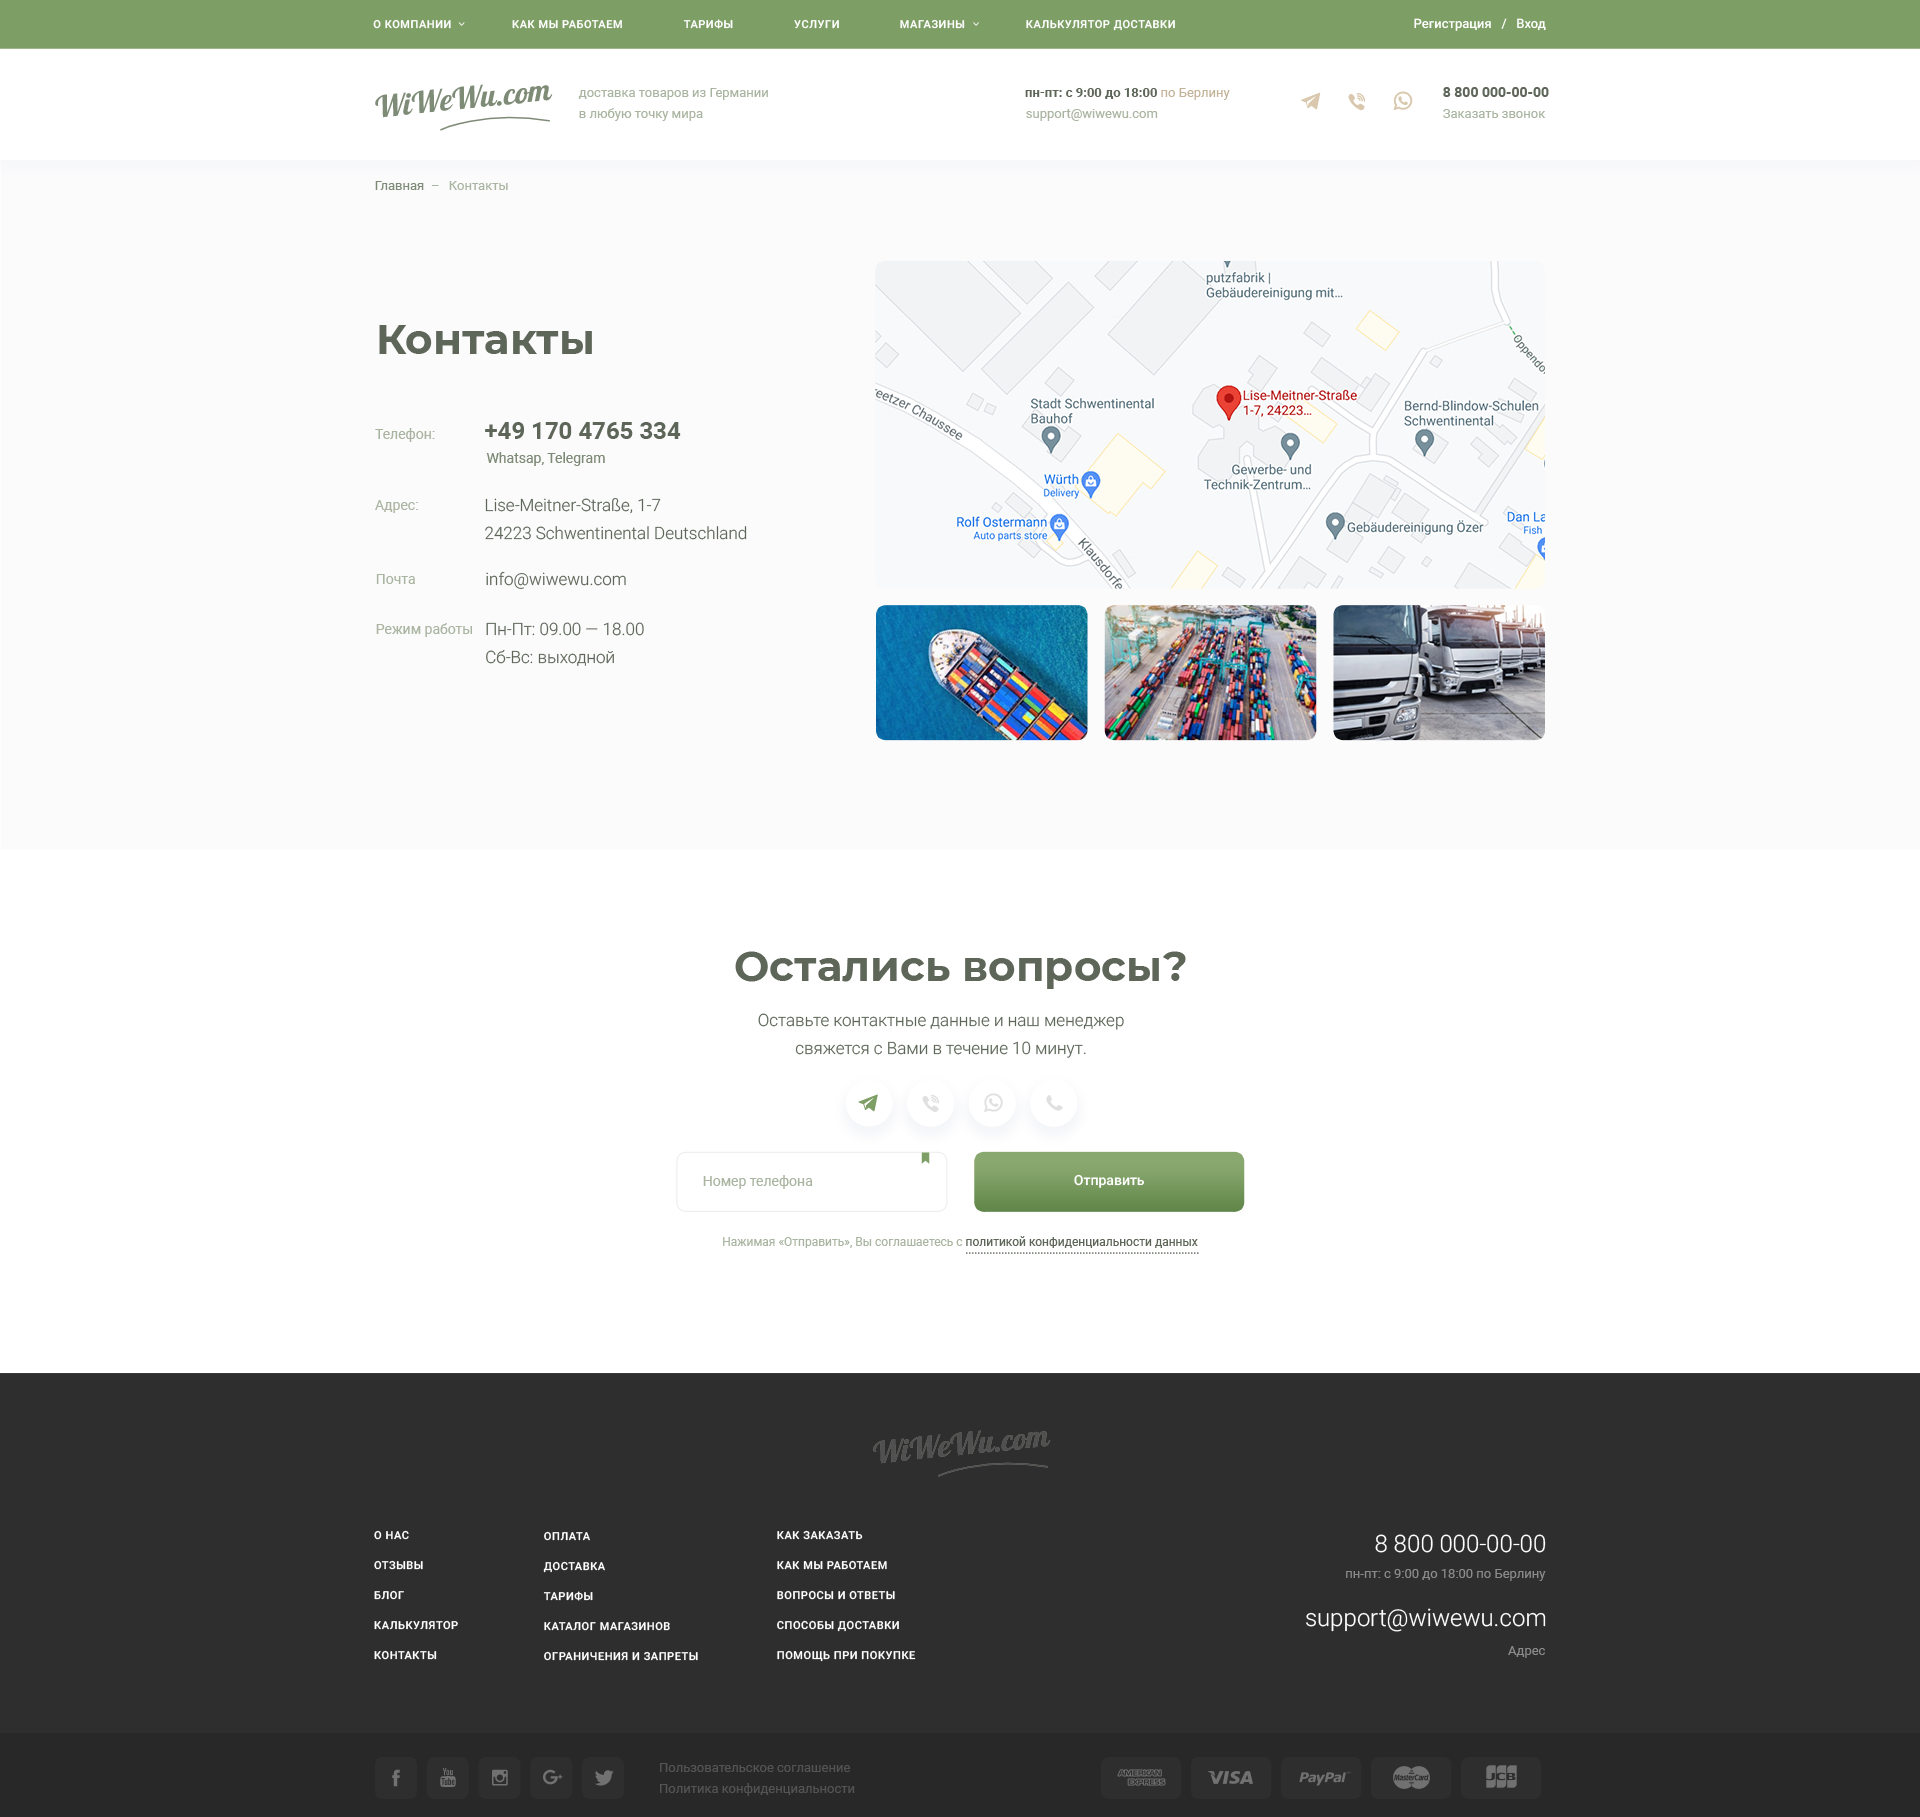 О КОМПАНИИ
КАК МЫ РАБОТАЕМ
ТАРИФЫ
УСЛУГИ
МАГАЗИНЫ
КАЛЬКУЛЯТОР ДОСТАВКИ
Регистрация / Вход
WiWeWu.com
доставка товаров из Германии
в любую точку мира
пн-пт: с 9:00 до 18:00 по Берлину
support@wiwewu.com
8 800 000-00-00
Заказать звонок
Главная – Контакты
Контакты
Телефон:
+49 170 4765 334
Whatsap, Telegram
Адрес:
Lise-Meitner-Straße, 1-7
24223 Schwentinental Deutschland
Почта
info@wiwewu.com
Режим работы
Пн-Пт: 09.00 — 18.00
Сб-Вс: выходной
putzfabrik |
Gebäudereinigung mit...
Oppendo
reetzer Chaussee
Stadt Schwentinental
Bauhof
Lise-Meitner-Straße
1-7, 24223...
Bernd-Blindow-Schulen
Schwentinental
Gewerbe- und
Technik-Zentrum...
Würth
Delivery
Rolf Ostermann
Auto parts store
Klausdorfe
Gebäudereinigung Özer
Dan La
Fish
Остались вопросы?
Оставьте контактные данные и наш менеджер
свяжется с Вами в течение 10 минут.
Номер телефона
Отправить
Нажимая «Отправить», Вы соглашаетесь с политикой конфиденциальности данных
WiWeWu.com
О НАС
ОТЗЫВЫ
БЛОГ
КАЛЬКУЛЯТОР
КОНТАКТЫ
ОПЛАТА
ДОСТАВКА
ТАРИФЫ
КАТАЛОГ МАГАЗИНОВ
ОГРАНИЧЕНИЯ И ЗАПРЕТЫ
КАК ЗАКАЗАТЬ
КАК МЫ РАБОТАЕМ
ВОПРОСЫ И ОТВЕТЫ
СПОСОБЫ ДОСТАВКИ
ПОМОЩЬ ПРИ ПОКУПКЕ
8 800 000-00-00
пн-пт: с 9:00 до 18:00 по Берлину
support@wiwewu.com
Адрес
f
You
Tube
G+
Пользовательское соглашение
Политика конфиденциальности
AMERICAN
EXPRESS
VISA
PayPal
MasterCard
JCB